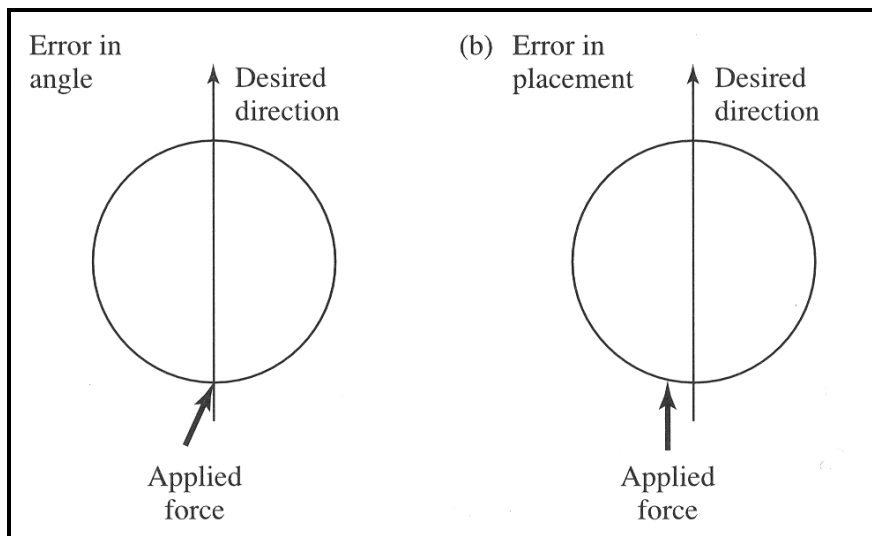 Error in
angle
Desired
direction
Applied
force
(b) Error in
placement
Desired
direction
Applied
force